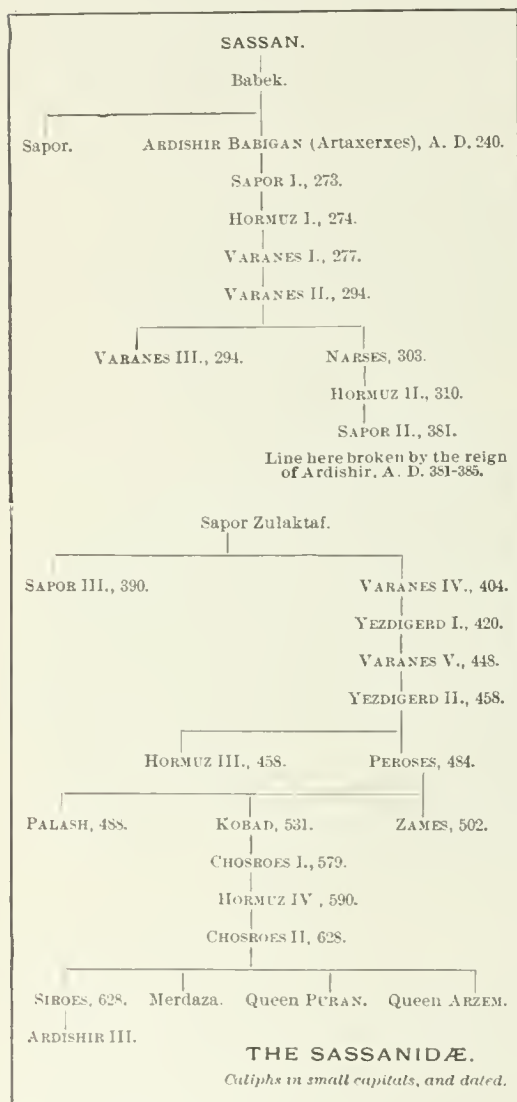 SASSAN.
Babek.
Sapor. ARDISHIR BABIGAN (Artaxerxes), A. D. 240.
SAPOR I., 273.
HORMUZ I., 274.
VARANES I., 277.
VARANES II., 294.
VARANES III., 294. NARSES, 303.
HORMUZ II., 310.
SAPOR II., 381.
Line here broken by the reign
of Ardishir, A. D. 381-385.
Sapor Zulaktaf.
SAPOR III., 390. VARANES IV., 404.
YEZDIGERD I., 420.
VARANES V., 448.
YEZDIGERD II., 458.
HORMUZ III., 458. PEROSES, 484.
PALASH, 488. KOBAD, 531. ZAMES, 502.
CHOSROES I., 579.
HORMUZ IV., 590.
CHOSROES II, 628.
SIROES, 628. Merdaza. Queen PURAN. Queen ARZEM.
ARDISHIR III.
THE SASSANIDÆ.
Caliphs in small capitals, and dated.